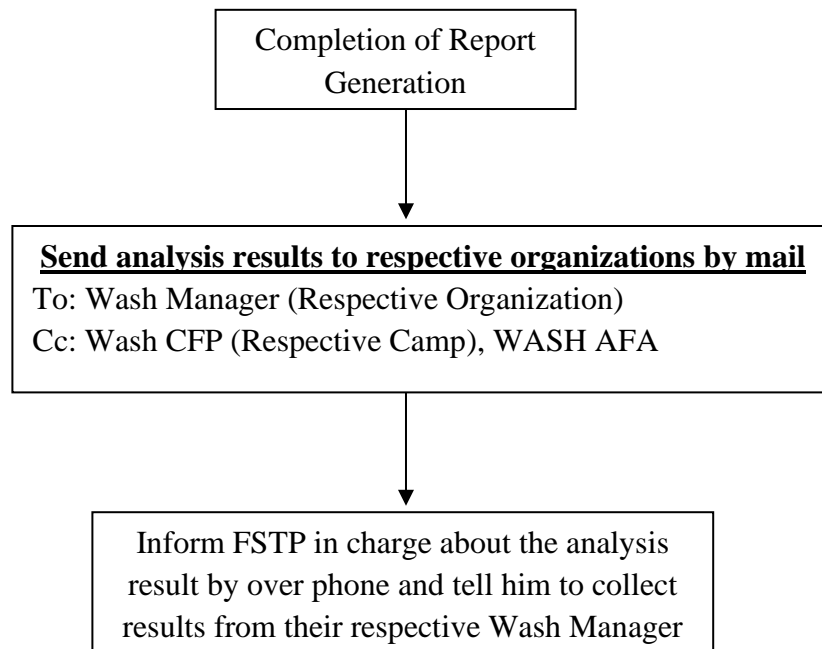 Completion of Report
Generation
Send analysis results to respective organizations by mail
To: Wash Manager (Respective Organization)
Cc: Wash CFP (Respective Camp), WASH AFA
Inform FSTP in charge about the analysis
result by over phone and tell him to collect
results from their respective Wash Manager